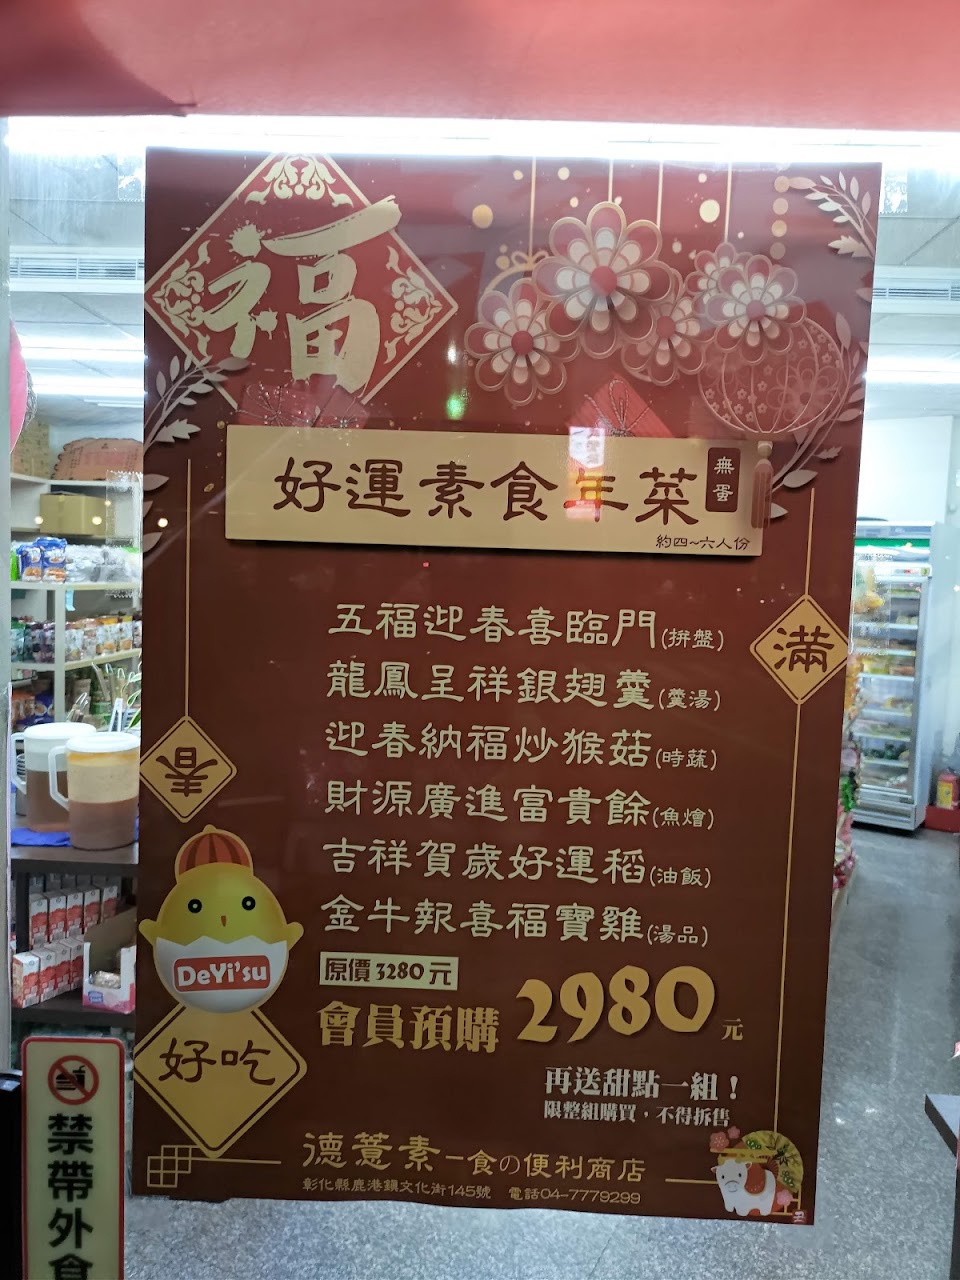 福
好運素食年菜
無蛋
約四~六人份
五福迎春喜臨門(拼盤)
龍鳳呈祥銀翅羹(羹湯)
迎春納福炒猴菇(時蔬)
財源廣進富貴餘(魚燴)
吉祥賀歲好運稻(油飯)
金牛報喜福寶雞(湯品)
滿
春
DeYi'su
好吃
原價3280元
會員預購 2980元
再送甜點一組！
限整組購買，不得拆售
德薏素一食の便利商店
彰化縣鹿港鎮文化街145號 電話04-7779299
禁帶外食